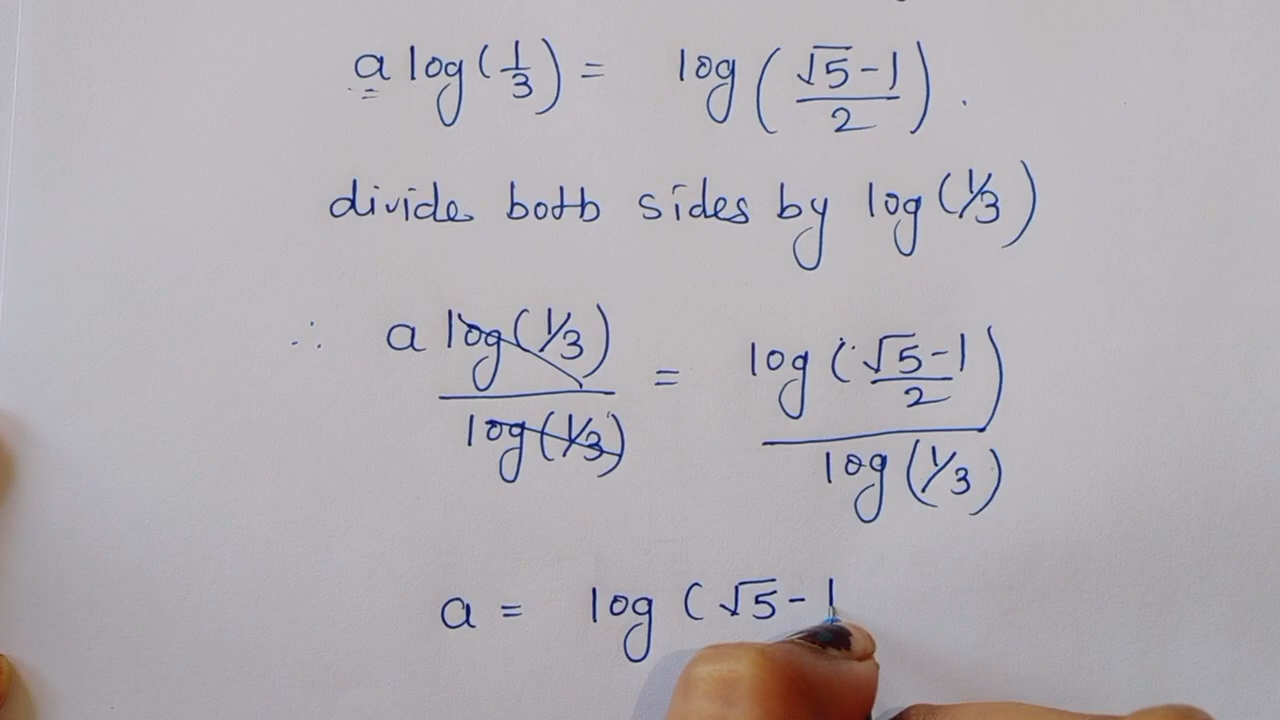 a log(1/3) = log((√5-1)/2).
divide both sides by log(1/3)
∴ a log(1/3)/log(1/3) = log((√5-1)/2)/log(1/3)
a = log (√5-1